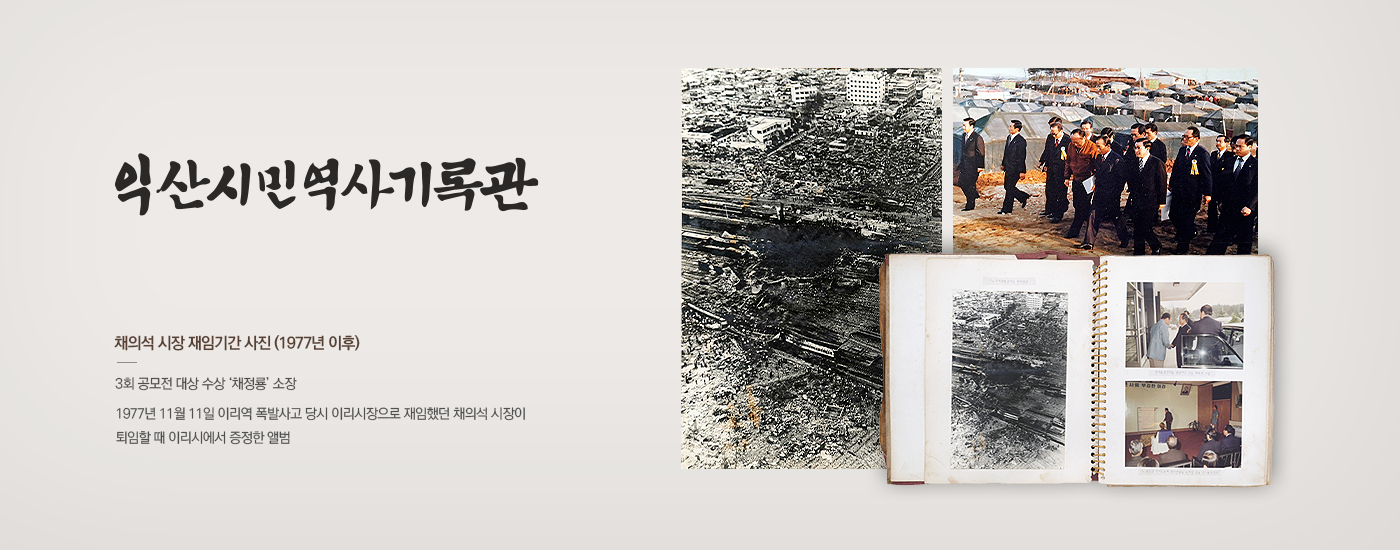 익산시민역사기록관
채의석 시장 재임기간 사진 (1977년 이후)
3회 공모전 대상 수상 ‘채정룡’ 소장
1977년 11월 11일 이리역 폭발사고 당시 이리시장으로 재임했던 채의석 시장이
퇴임할 때 이리시에서 증정한 앨범